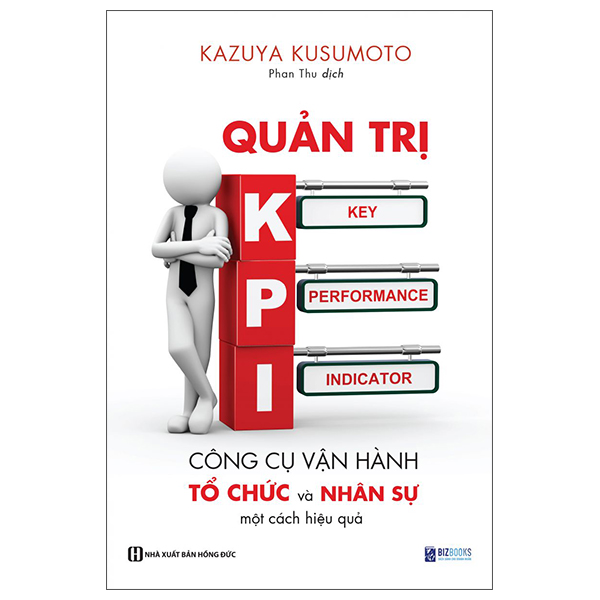 KAZUYA KUSUMOTO
Phan Thu dịch
QUẢN TRỊ
K
KEY
P
PERFORMANCE
I
INDICATOR
CÔNG CỤ VẬN HÀNH
TỔ CHỨC và NHÂN SỰ
một cách hiệu quả
NHÀ XUẤT BẢN HỒNG ĐỨC
BIZBOOKS